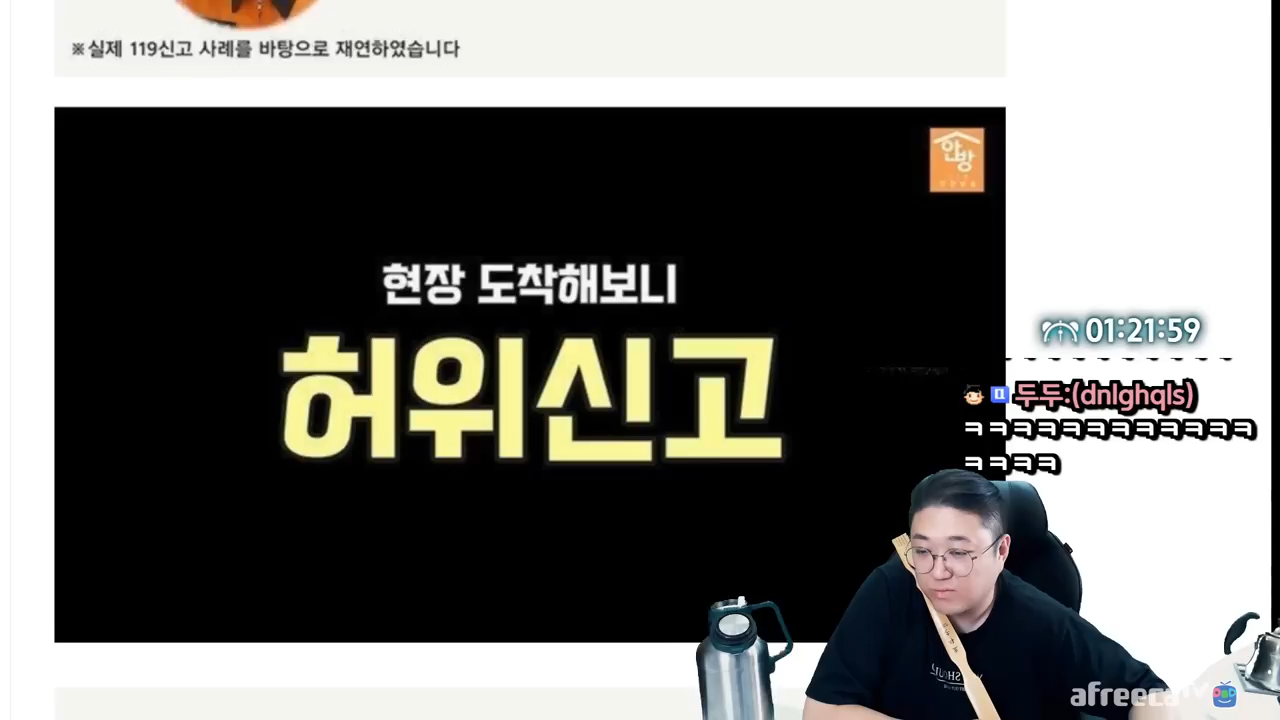 ※실제 119신고 사례를 바탕으로 재연하였습니다
안방
현장 도착해보니
허위신고
01:21:59
두두:(dnlghqls)
ㅋㅋㅋㅋㅋㅋㅋㅋㅋㅋㅋㅋ
ㅋㅋㅋㅋ
afreecaTV